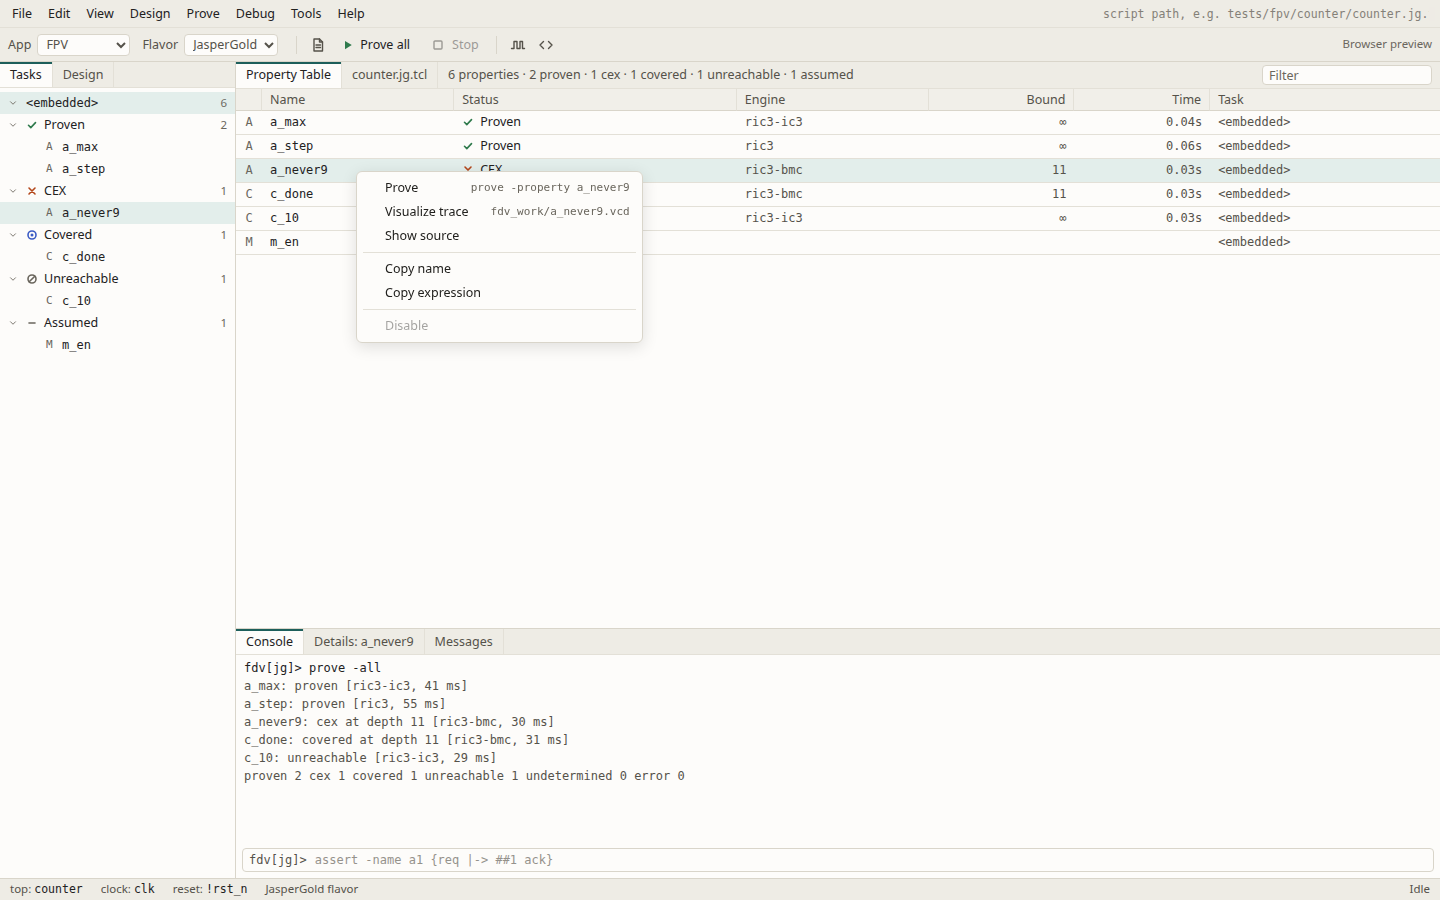 File Edit View Design Prove Debug Tools Help
script path, e.g. tests/fpv/counter/counter.jg.
App FPV Flavor JasperGold Prove all Stop Browser preview
Tasks Design
Property Table counter.jg.tcl 6 properties · 2 proven · 1 cex · 1 covered · 1 unreachable · 1 assumed Filter
<embedded> 6
Proven 2
A a_max
A a_step
CEX 1
A a_never9
Covered 1
C c_done
Unreachable 1
C c_10
Assumed 1
M m_en
Name Status Engine Bound Time Task
A a_max Proven ric3-ic3 ∞ 0.04s <embedded>
A a_step Proven ric3 ∞ 0.06s <embedded>
A a_never9 CEX ric3-bmc 11 0.03s <embedded>
C c_done ric3-bmc 11 0.03s <embedded>
C c_10 ric3-ic3 ∞ 0.03s <embedded>
M m_en <embedded>
Prove prove -property a_never9
Visualize trace fdv_work/a_never9.vcd
Show source
Copy name
Copy expression
Disable
Console Details: a_never9 Messages
fdv[jg]> prove -all
a_max: proven [ric3-ic3, 41 ms]
a_step: proven [ric3, 55 ms]
a_never9: cex at depth 11 [ric3-bmc, 30 ms]
c_done: covered at depth 11 [ric3-bmc, 31 ms]
c_10: unreachable [ric3-ic3, 29 ms]
proven 2 cex 1 covered 1 unreachable 1 undetermined 0 error 0
fdv[jg]> assert -name a1 {req |-> ##1 ack}
top: counter clock: clk reset: !rst_n JasperGold flavor Idle